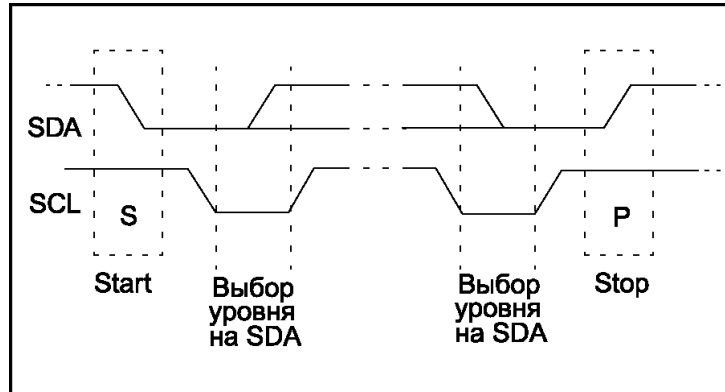 SDA
SCL
S
P
Start
Выбор
уровня
на SDA
Выбор
уровня
на SDA
Stop